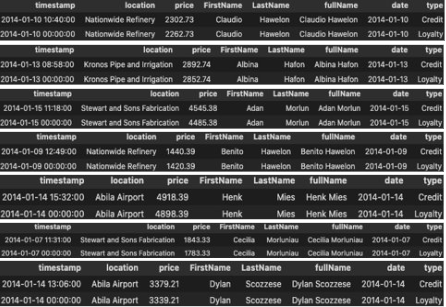 timestamp location price FirstName LastName fullName date type
2014-01-10 10:40:00 Nationwide Refinery 2302.73 Claudio Hawelon Claudio Hawelon 2014-01-10 Credit
2014-01-10 00:00:00 Nationwide Refinery 2262.73 Claudio Hawelon Claudio Hawelon 2014-01-10 Loyalty
timestamp location price FirstName LastName fullName date type
2014-01-13 08:58:00 Kronos Pipe and Irrigation 2892.74 Albina Hafon Albina Hafon 2014-01-13 Credit
2014-01-13 00:00:00 Kronos Pipe and Irrigation 2852.74 Albina Hafon Albina Hafon 2014-01-13 Loyalty
timestamp location price FirstName LastName fullName date type
2014-01-15 11:18:00 Stewart and Sons Fabrication 4545.38 Adan Morlun Adan Morlun 2014-01-15 Credit
2014-01-15 00:00:00 Stewart and Sons Fabrication 4485.38 Adan Morlun Adan Morlun 2014-01-15 Loyalty
timestamp location price FirstName LastName fullName date type
2014-01-09 12:49:00 Nationwide Refinery 1440.39 Benito Hawelon Benito Hawelon 2014-01-09 Credit
2014-01-09 00:00:00 Nationwide Refinery 1420.39 Benito Hawelon Benito Hawelon 2014-01-09 Loyalty
timestamp location price FirstName LastName fullName date type
2014-01-14 15:32:00 Abila Airport 4918.39 Henk Mies Henk Mies 2014-01-14 Credit
2014-01-14 00:00:00 Abila Airport 4898.39 Henk Mies Henk Mies 2014-01-14 Loyalty
timestamp location price FirstName LastName fullName date type
2014-01-07 11:31:00 Stewart and Sons Fabrication 1843.33 Cecilia Morluniau Cecilia Morluniau 2014-01-07 Credit
2014-01-07 00:00:00 Stewart and Sons Fabrication 1783.33 Cecilia Morluniau Cecilia Morluniau 2014-01-07 Loyalty
timestamp location price FirstName LastName fullName date type
2014-01-14 13:06:00 Abila Airport 3379.21 Dylan Scozzese Dylan Scozzese 2014-01-14 Credit
2014-01-14 00:00:00 Abila Airport 3339.21 Dylan Scozzese Dylan Scozzese 2014-01-14 Loyalty